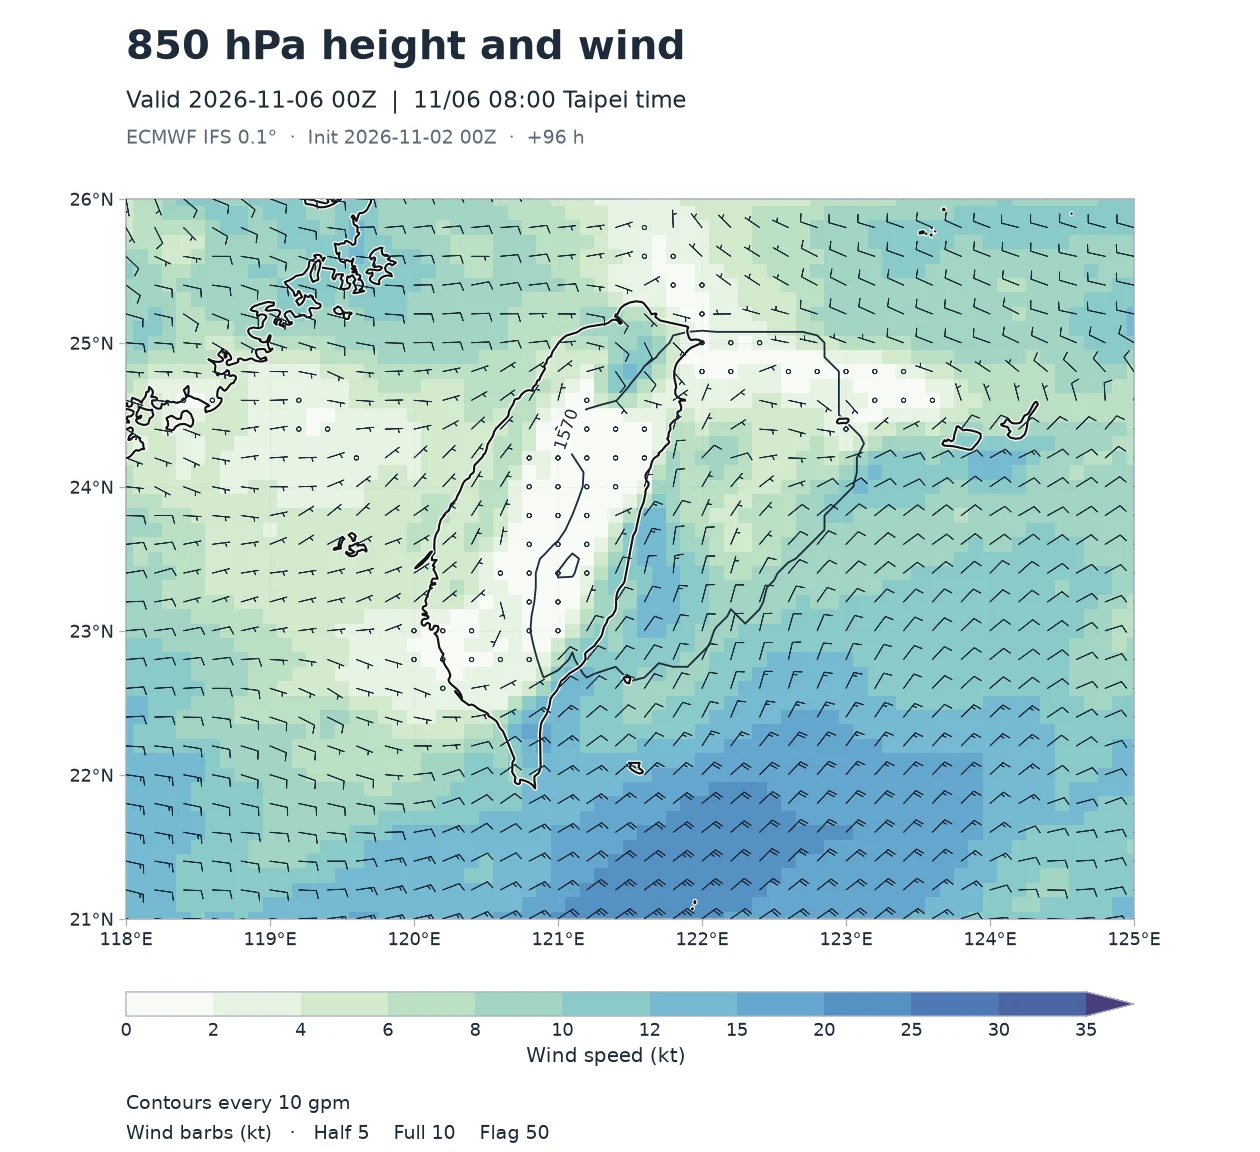 850 hPa height and wind
Valid 2026-11-06 00Z | 11/06 08:00 Taipei time
ECMWF IFS 0.1° · Init 2026-11-02 00Z · +96 h
26°N
25°N
24°N
23°N
22°N
21°N
1570
118°E 119°E 120°E 121°E 122°E 123°E 124°E 125°E
0 2 4 6 8 10 12 15 20 25 30 35
Wind speed (kt)
Contours every 10 gpm
Wind barbs (kt) · Half 5 Full 10 Flag 50